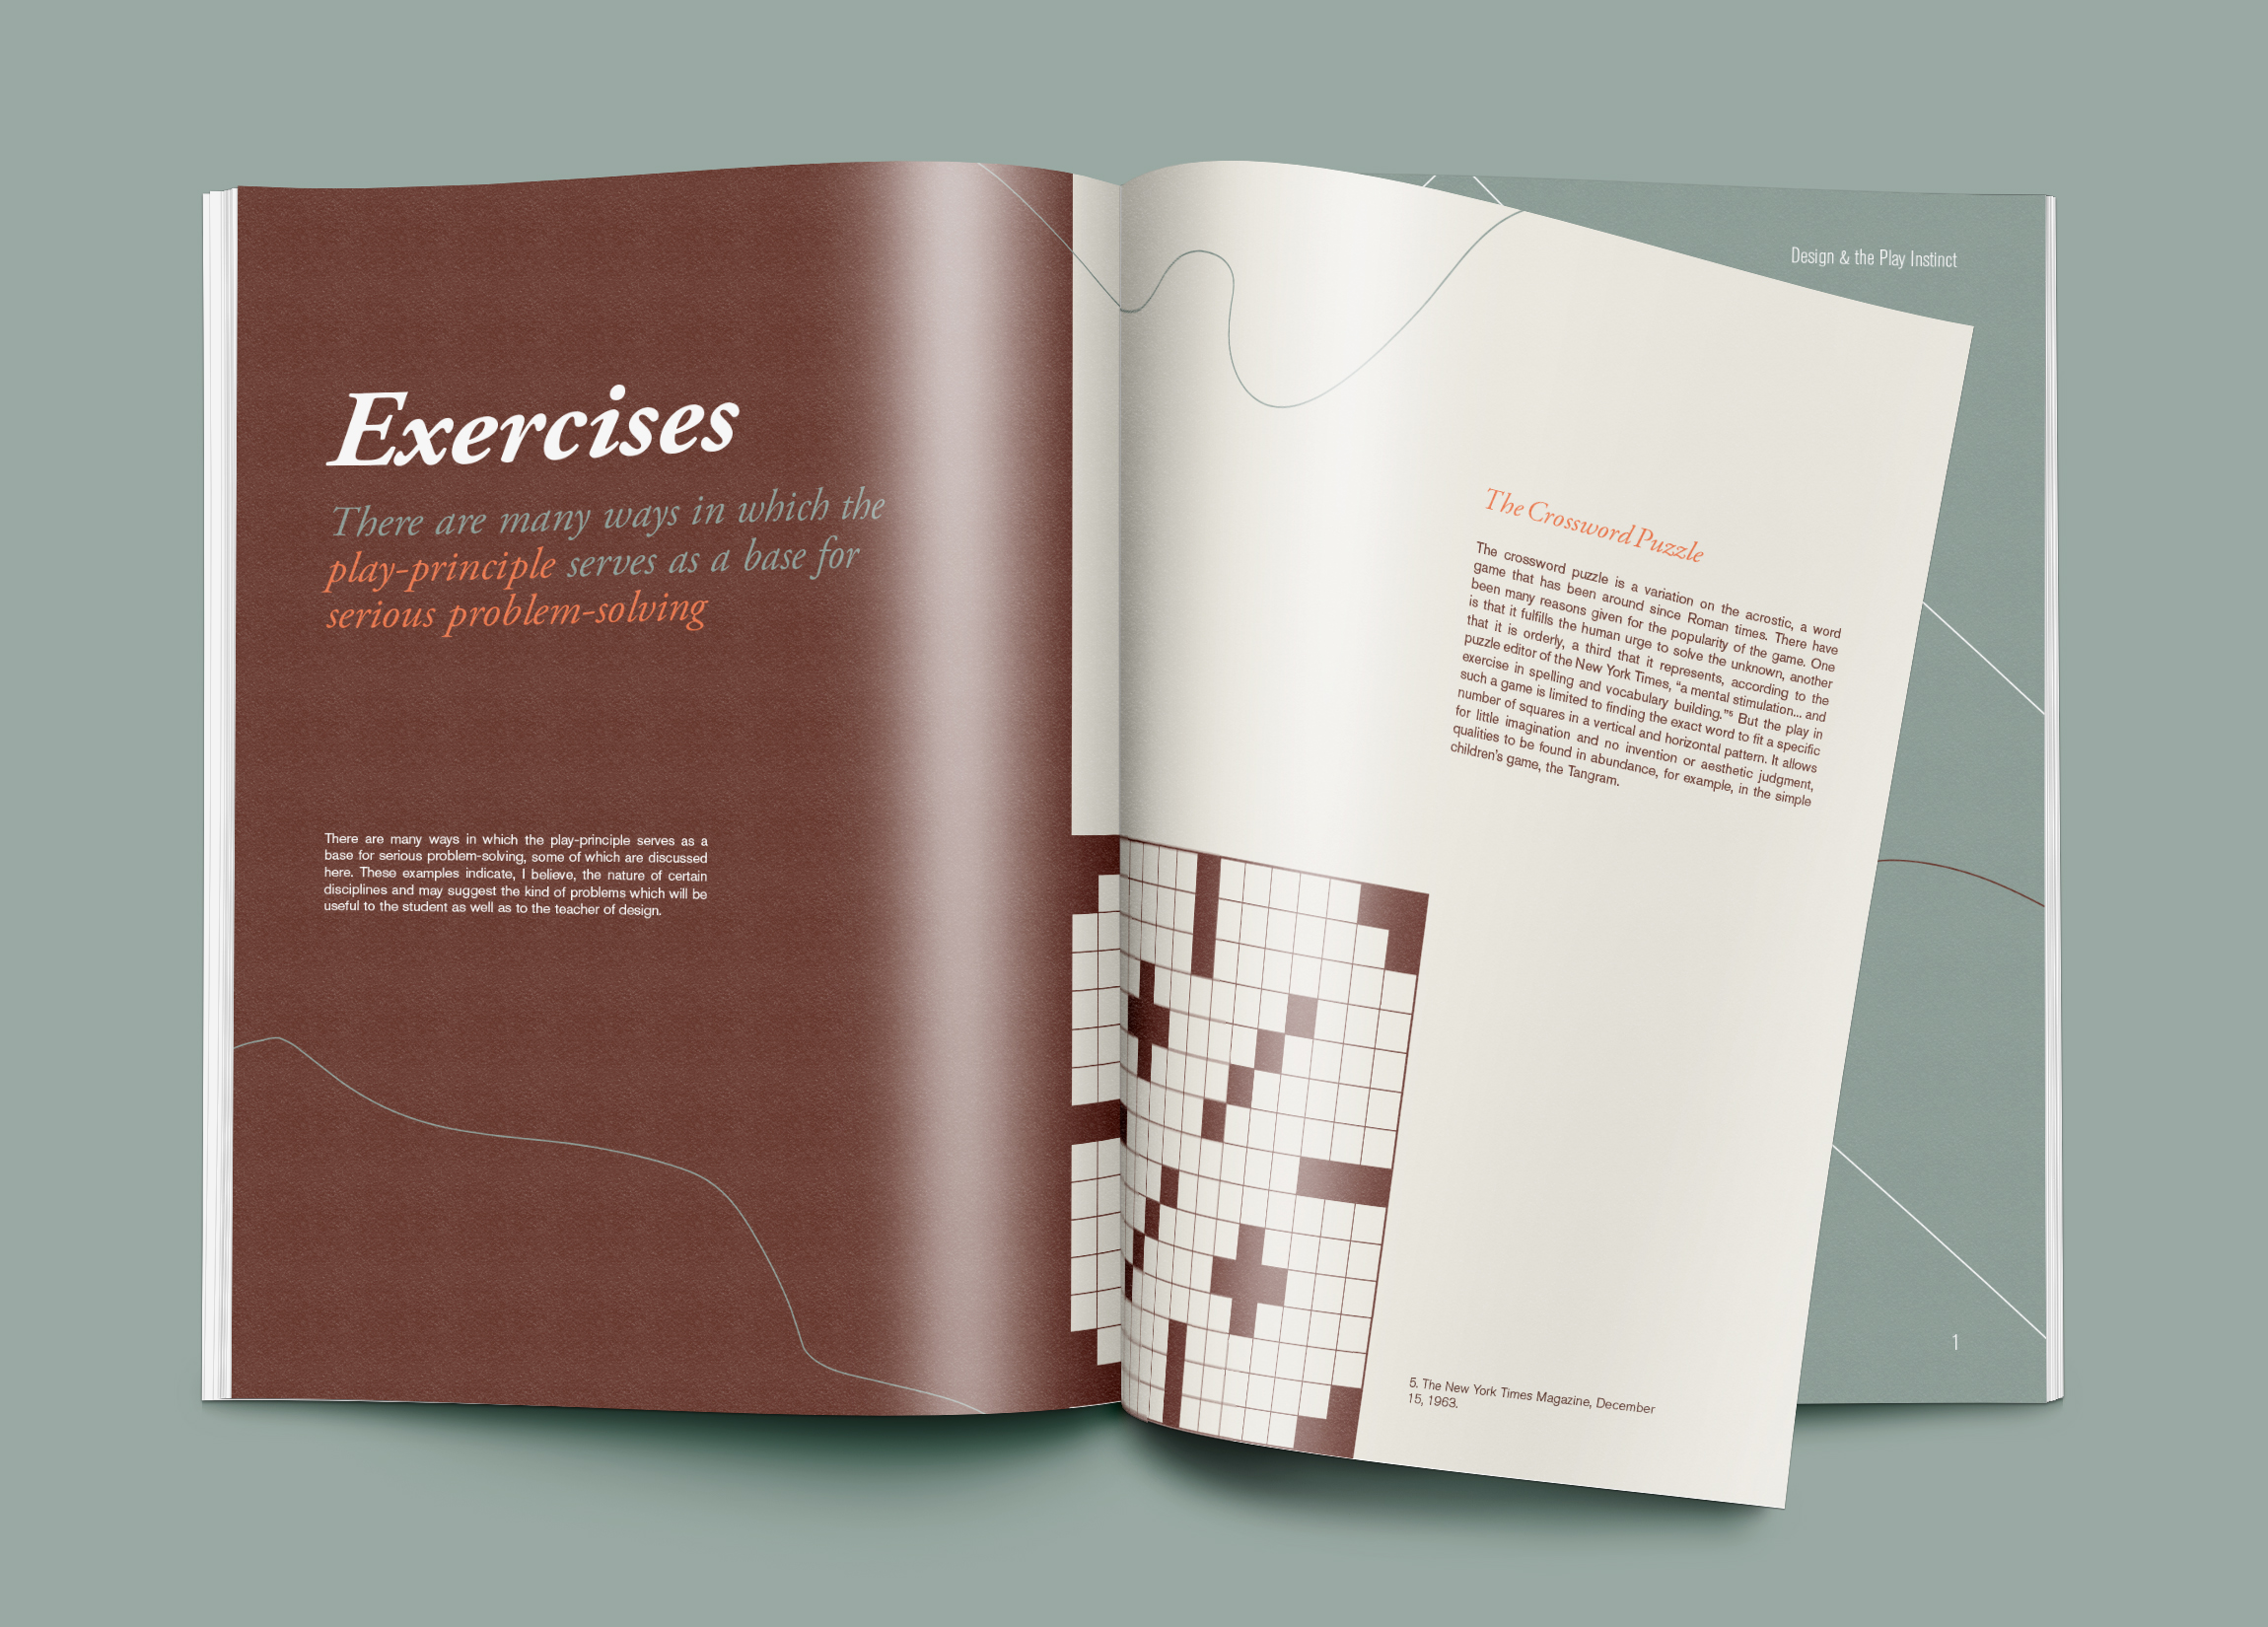 Exercises
There are many ways in which the
play-principle serves as a base for
serious problem-solving
There are many ways in which the play-principle serves as a
base for serious problem-solving, some of which are discussed
here. These examples indicate, I believe, the nature of certain
disciplines and may suggest the kind of problems which will be
useful to the student as well as to the teacher of design.
Design & the Play Instinct
The Crossword Puzzle
The crossword puzzle is a variation on the acrostic, a word
game that has been around since Roman times. There have
been many reasons given for the popularity of the game. One
is that it fulfills the human urge to solve the unknown, another
that it is orderly, a third that it represents, according to the
puzzle editor of the New York Times, “a mental stimulation... and
exercise in spelling and vocabulary building.”⁵ But the play in
such a game is limited to finding the exact word to fit a specific
number of squares in a vertical and horizontal pattern. It allows
for little imagination and no invention or aesthetic judgment,
qualities to be found in abundance, for example, in the simple
children’s game, the Tangram.
5. The New York Times Magazine, December
15, 1963.
1